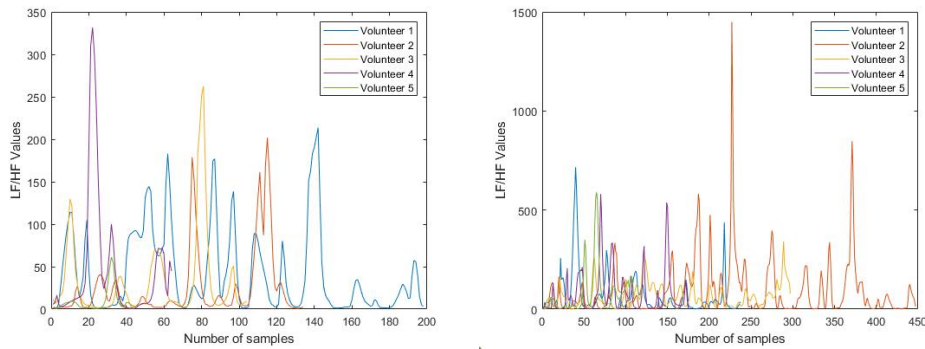 350
300
250
200
150
100
50
0
LF/HF Values
0 20 40 60 80 100 120 140 160 180 200
Number of samples
Volunteer 1
Volunteer 2
Volunteer 3
Volunteer 4
Volunteer 5
1500
1000
500
0
LF/HF Values
0 50 100 150 200 250 300 350 400 450
Number of samples
Volunteer 1
Volunteer 2
Volunteer 3
Volunteer 4
Volunteer 5